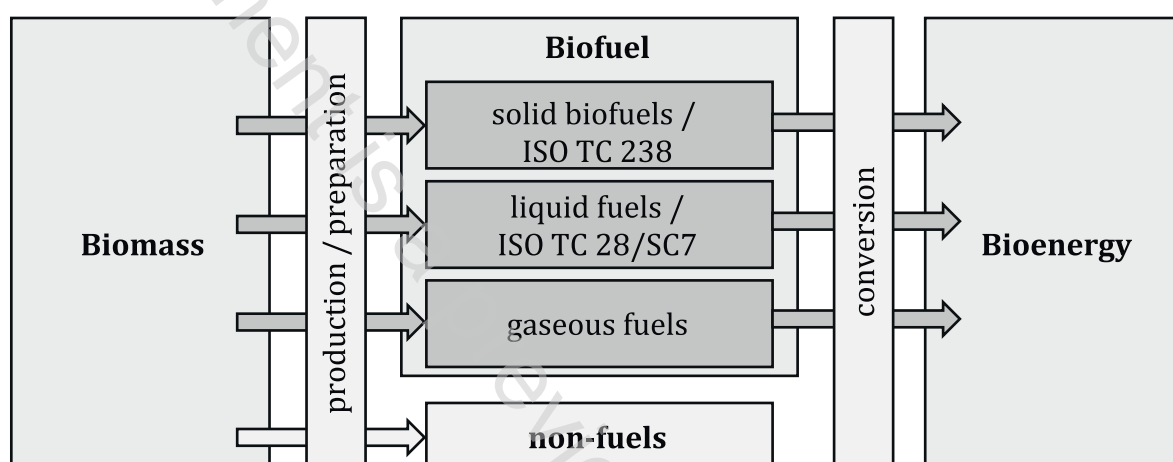 Biomass
production / preparation
Biofuel
solid biofuels /
ISO TC 238
liquid fuels /
ISO TC 28/SC7
gaseous fuels
non-fuels
conversion
Bioenergy